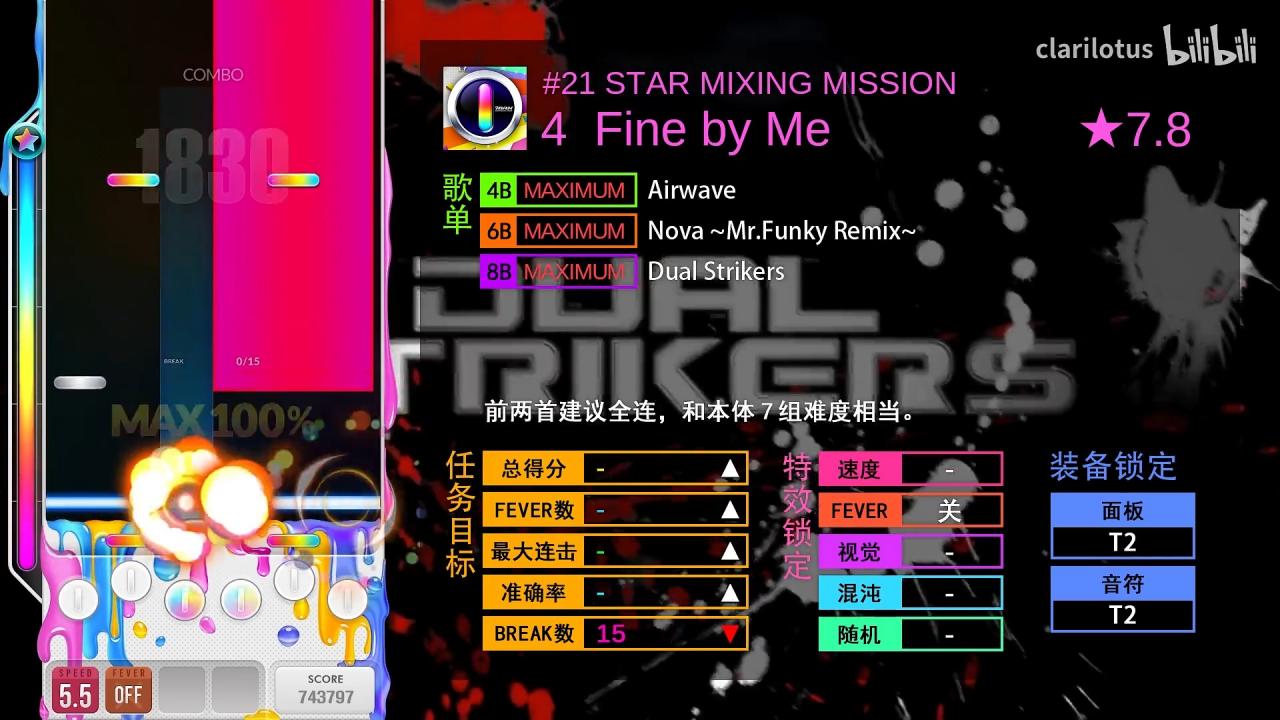 COMBO
1830
BREAK
0/15
MAX 100%
SPEED
5.5
FEVER
OFF
SCORE
743797
clarilotus bilibili
#21 STAR MIXING MISSION
4 Fine by Me
★7.8
歌单
4B MAXIMUM Airwave
6B MAXIMUM Nova ~Mr.Funky Remix~
8B MAXIMUM Dual Strikers
DUAL
STRIKERS
前两首建议全连，和本体7组难度相当。
任务目标
总得分 - ▲
FEVER数 - ▲
最大连击 - ▲
准确率 - ▲
BREAK数 15 ▼
特效锁定
速度 -
FEVER 关
视觉 -
混沌 -
随机 -
装备锁定
面板
T2
音符
T2